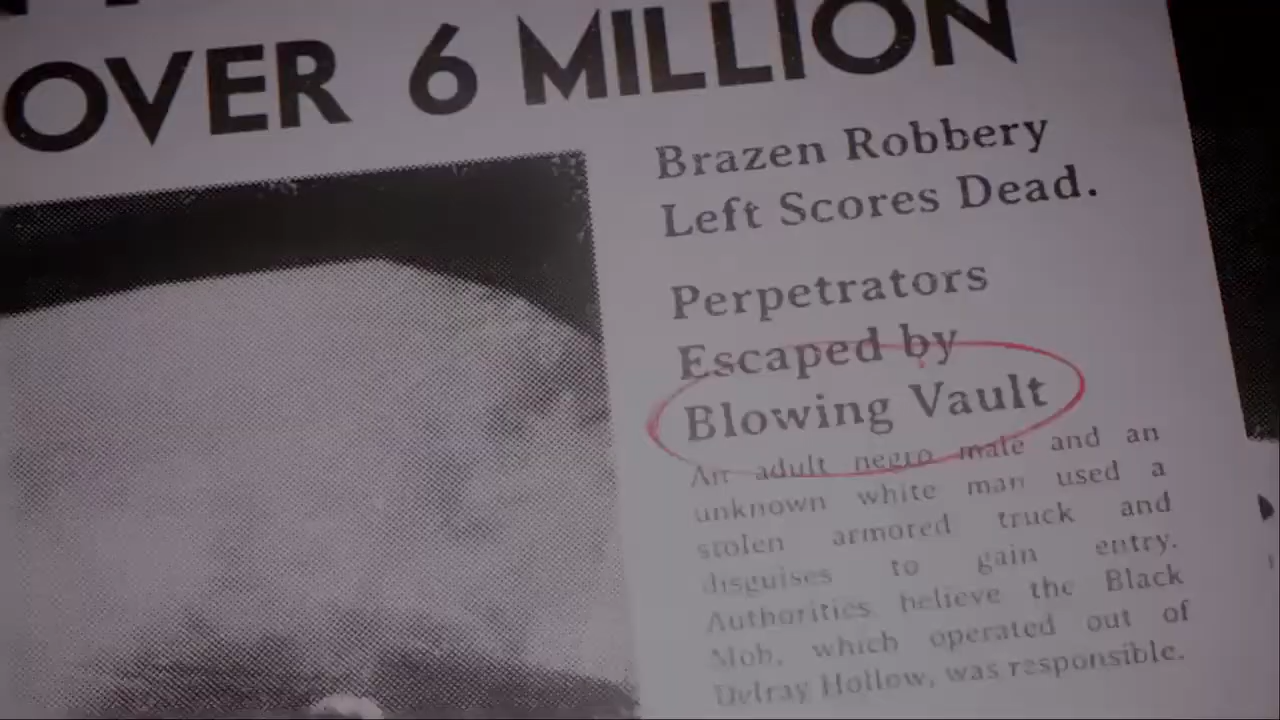 OVER 6 MILLION
Brazen Robbery
Left Scores Dead.
Perpetrators
Escaped by
Blowing Vault
An adult negro male and an
unknown white man used a
stolen armored truck and
disguises to gain entry.
Authorities believe the Black
Mob, which operated out of
Delray Hollow, was responsible.